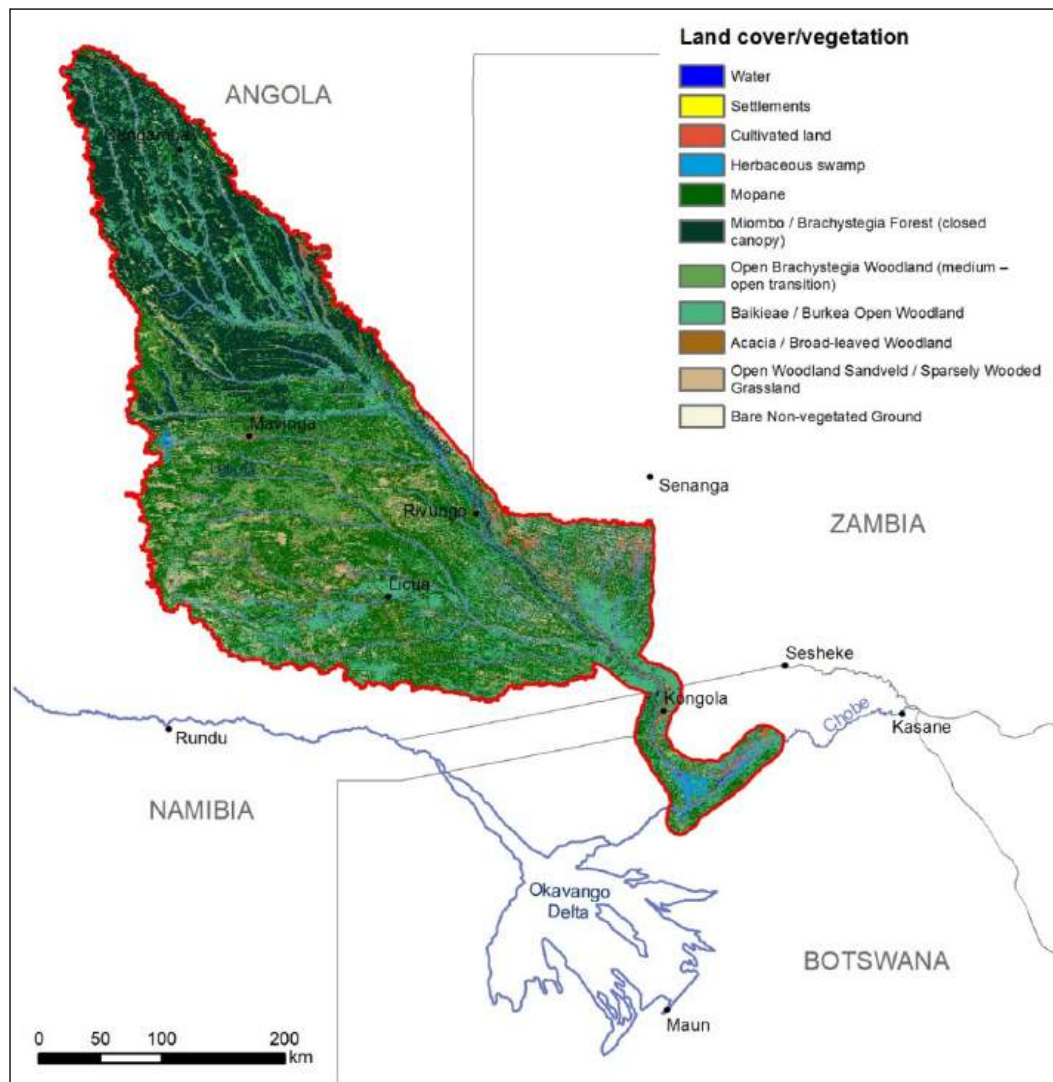 Land cover/vegetation
Water
Settlements
Cultivated land
Herbaceous swamp
Mopane
Miombo / Brachystegia Forest (closed
canopy)
Open Brachystegia Woodland (medium –
open transition)
Baikieae / Burkea Open Woodland
Acacia / Broad-leaved Woodland
Open Woodland Sandveld / Sparsely Wooded
Grassland
Bare Non-vegetated Ground
ANGOLA
Mavinga
Senanga
Rivungo
ZAMBIA
Licua
Sesheke
Kongola
Chobe
Kasane
Rundu
NAMIBIA
Okavango
Delta
BOTSWANA
Maun
0 50 100 200
km